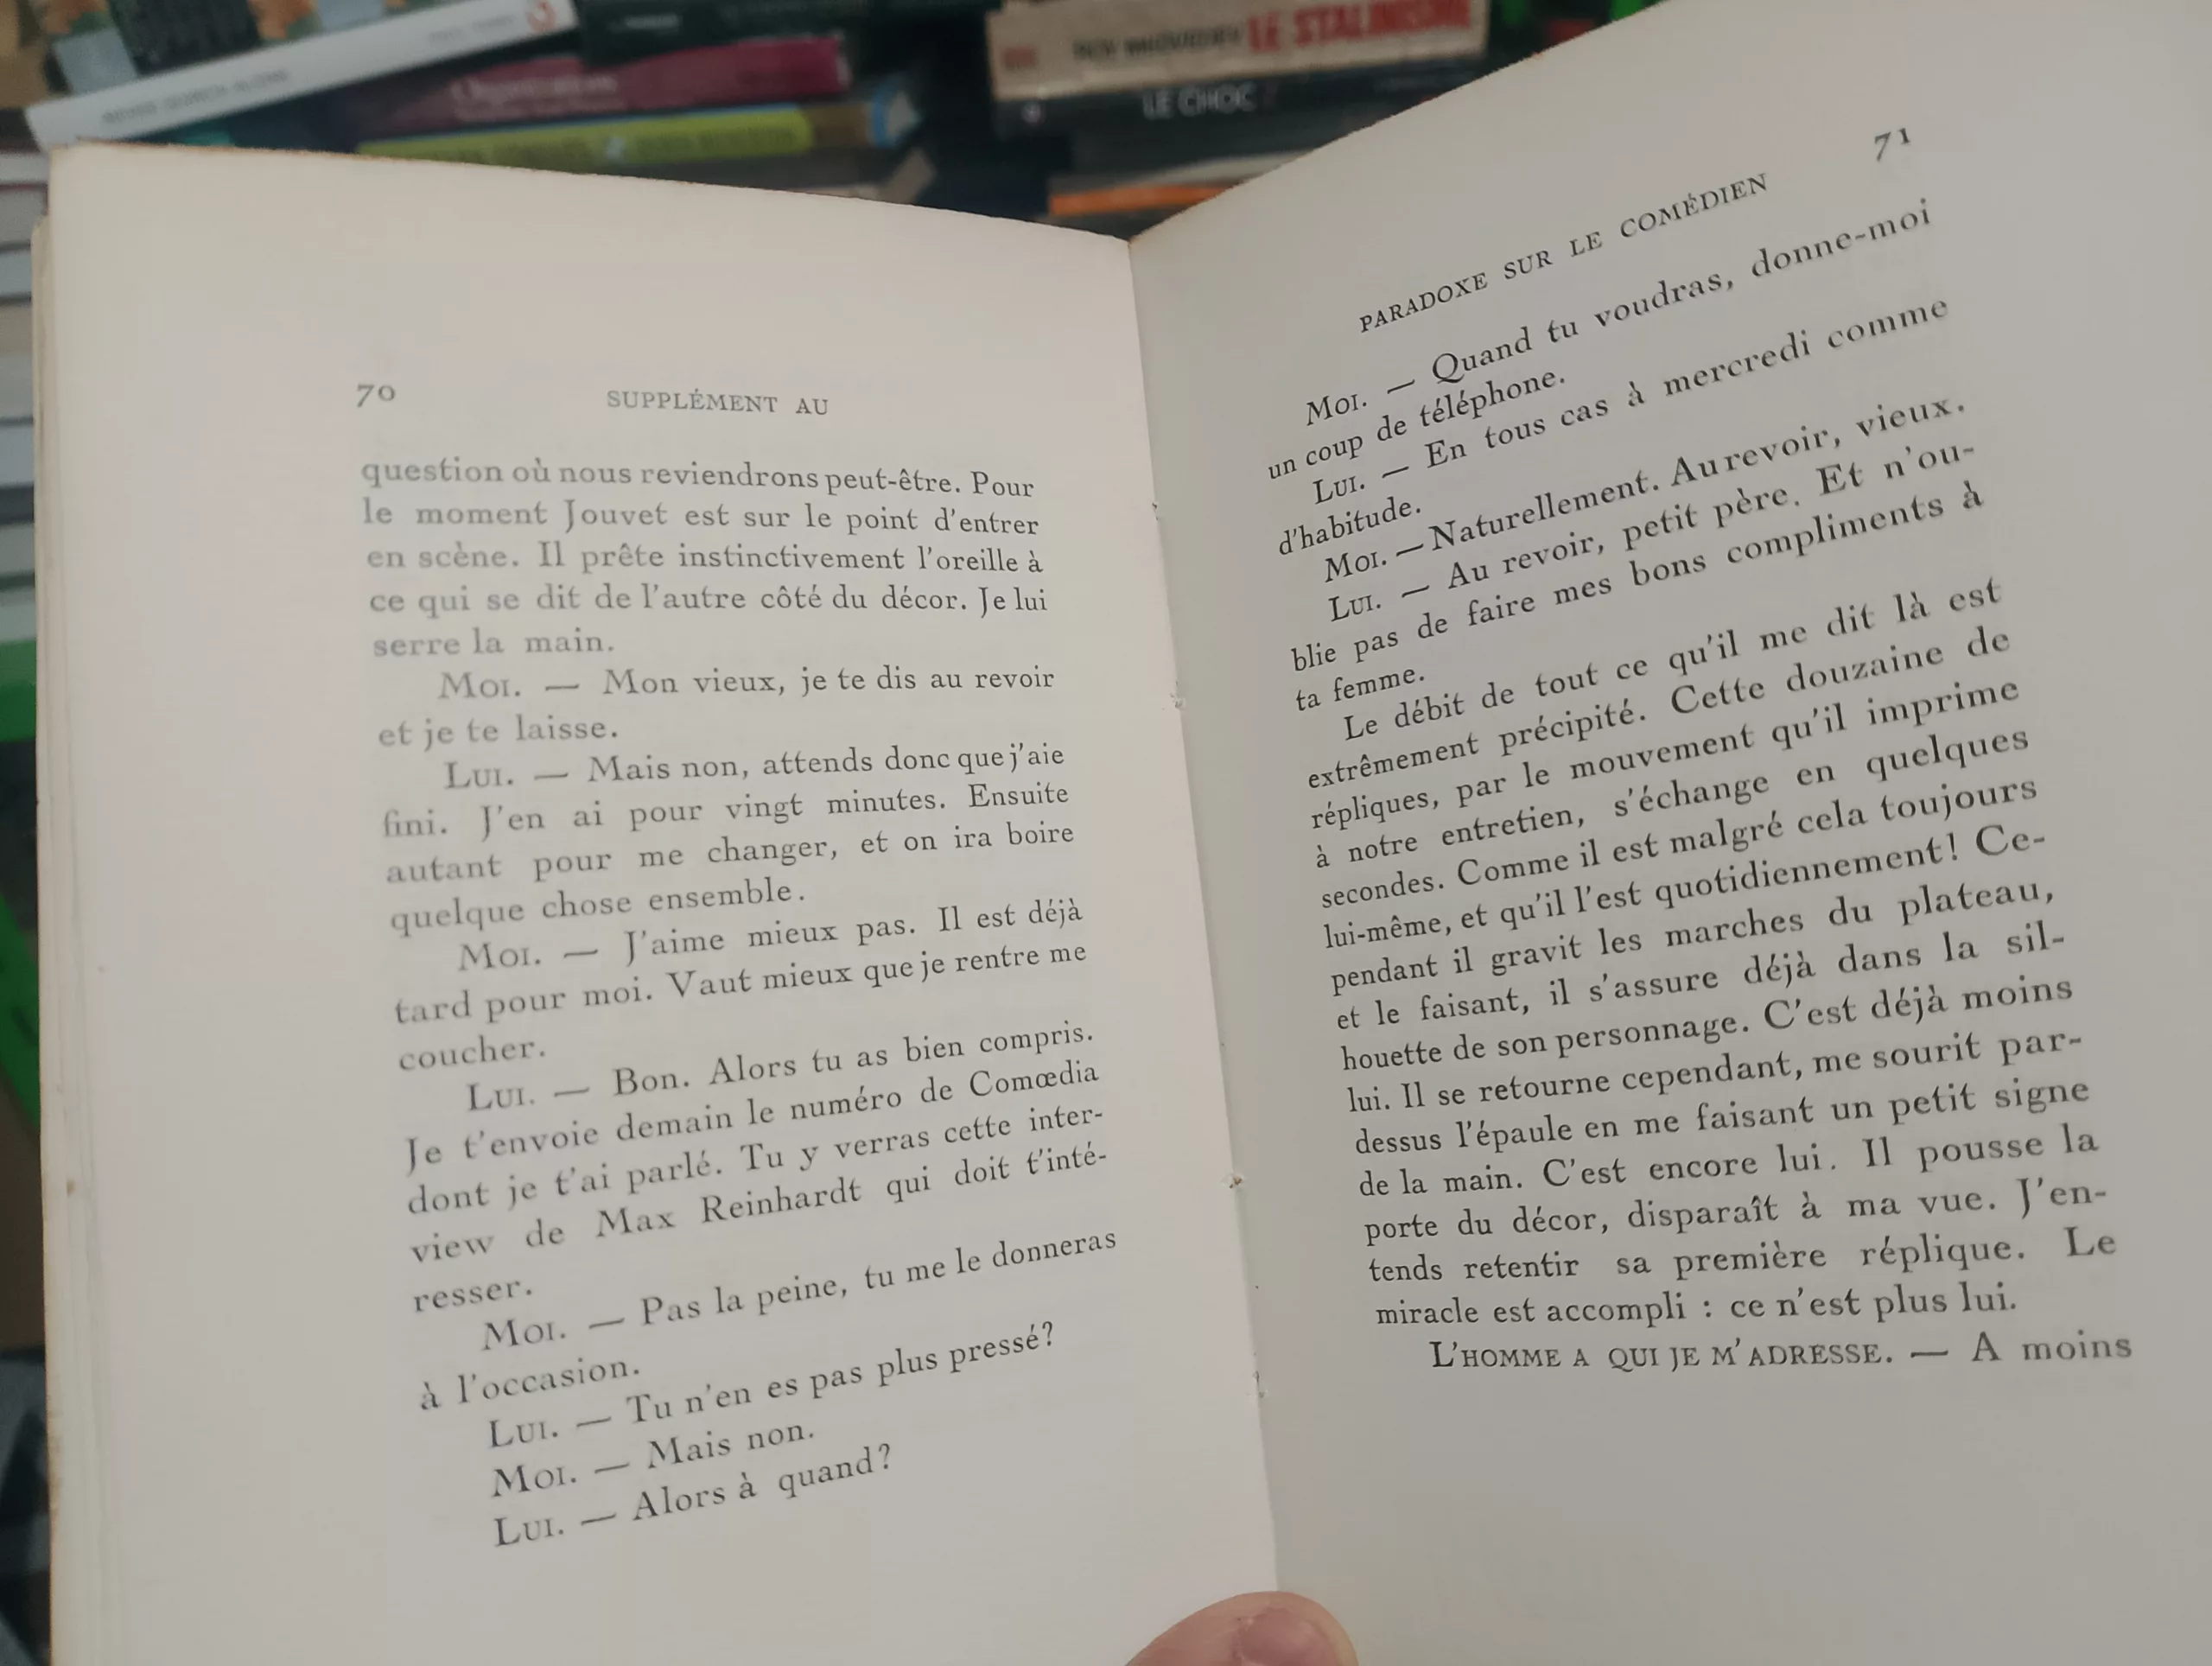 LE STALINISME
LE CHOC
70
SUPPLÉMENT AU
question où nous reviendrons peut-être. Pour
le moment Jouvet est sur le point d'entrer
en scène. Il prête instinctivement l'oreille à
ce qui se dit de l'autre côté du décor. Je lui
serre la main.
MOI. — Mon vieux, je te dis au revoir
et je te laisse.
LUI. — Mais non, attends donc que j'aie
fini. J'en ai pour vingt minutes. Ensuite
autant pour me changer, et on ira boire
quelque chose ensemble.
MOI. — J'aime mieux pas. Il est déjà
tard pour moi. Vaut mieux que je rentre me
coucher.
LUI. — Bon. Alors tu as bien compris.
Je t'envoie demain le numéro de Comœdia
dont je t'ai parlé. Tu y verras cette inter-
view de Max Reinhardt qui doit t'inté-
resser.
MOI. — Pas la peine, tu me le donneras
à l'occasion.
LUI. — Tu n'en es pas plus pressé?
MOI. — Mais non.
LUI. — Alors à quand?
PARADOXE SUR LE COMÉDIEN
71
MOI. — Quand tu voudras, donne-moi
un coup de téléphone.
LUI. — En tous cas à mercredi comme
d'habitude.
MOI. — Naturellement. Au revoir, vieux.
LUI. — Au revoir, petit père. Et n'ou-
blie pas de faire mes bons compliments à
ta femme.
Le débit de tout ce qu'il me dit là est
extrêmement précipité. Cette douzaine de
répliques, par le mouvement qu'il imprime
à notre entretien, s'échange en quelques
secondes. Comme il est malgré cela toujours
lui-même, et qu'il l'est quotidiennement! Ce-
pendant il gravit les marches du plateau,
et le faisant, il s'assure déjà dans la sil-
houette de son personnage. C'est déjà moins
lui. Il se retourne cependant, me sourit par-
dessus l'épaule en me faisant un petit signe
de la main. C'est encore lui. Il pousse la
porte du décor, disparaît à ma vue. J'en-
tends retentir sa première réplique. Le
miracle est accompli : ce n'est plus lui.
L'HOMME A QUI JE M'ADRESSE. — A moins